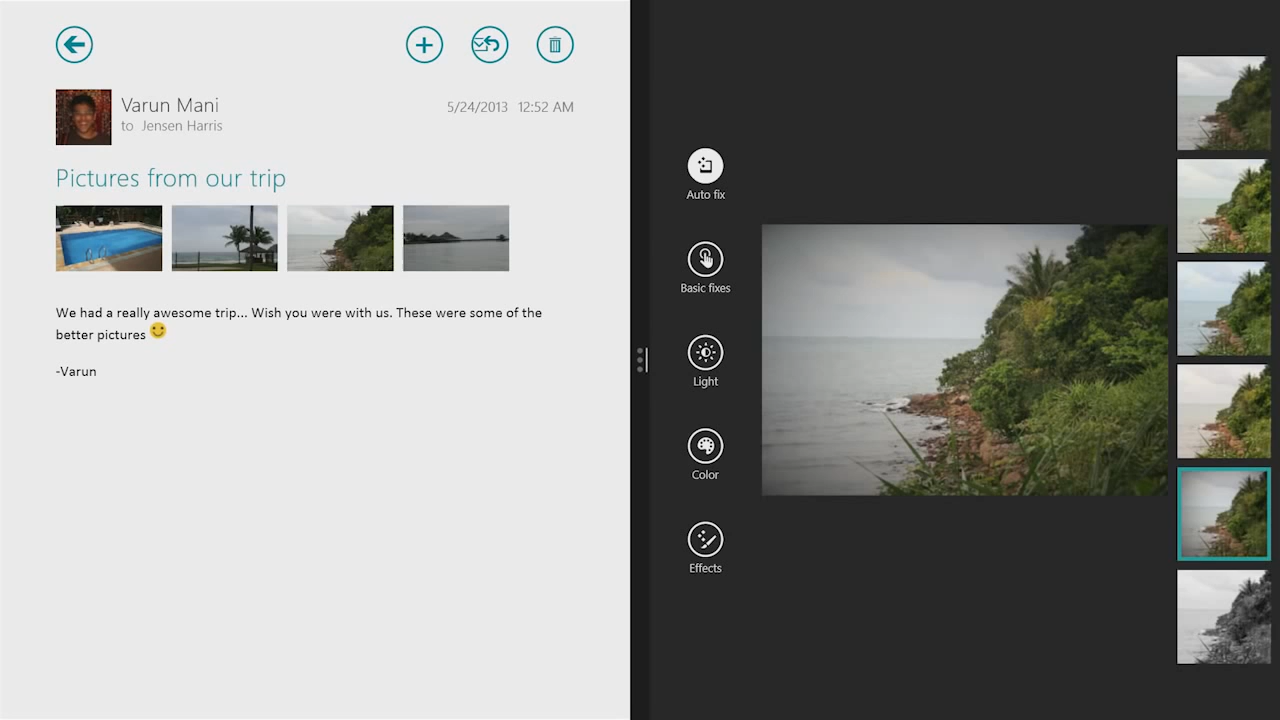 Varun Mani
5/24/2013 12:52 AM
to Jensen Harris
Pictures from our trip
We had a really awesome trip... Wish you were with us. These were some of the
better pictures
-Varun
Auto fix
Basic fixes
Light
Color
Effects